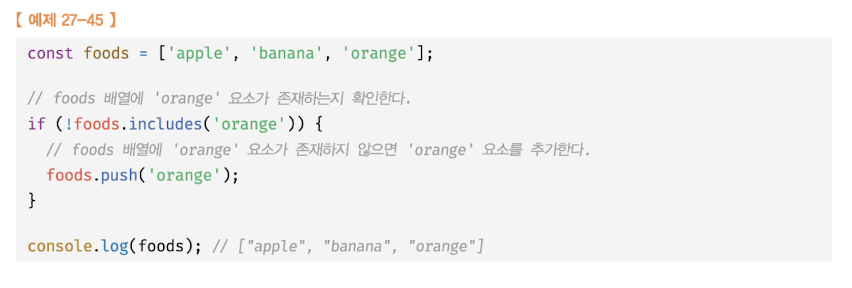 【 예제 27-45 】
const foods = ['apple', 'banana', 'orange'];
// foods 배열에 'orange' 요소가 존재하는지 확인한다.
if (!foods.includes('orange')) {
// foods 배열에 'orange' 요소가 존재하지 않으면 'orange' 요소를 추가한다.
foods.push('orange');
}
console.log(foods); // ["apple", "banana", "orange"]